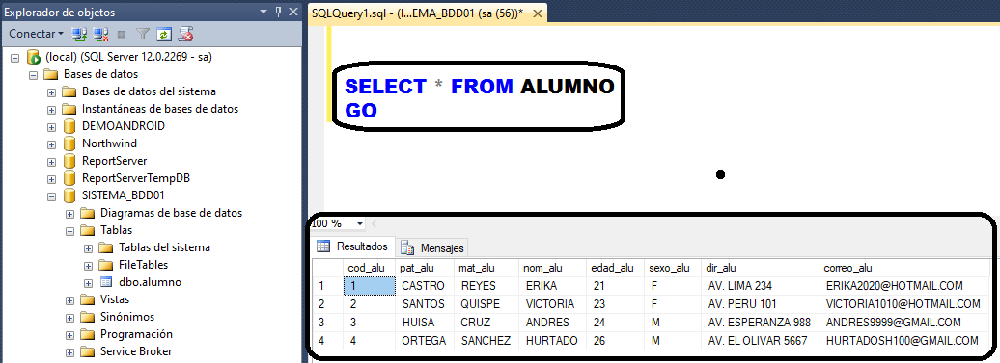 Explorador de objetos
Conectar
(local) (SQL Server 12.0.2269 - sa)
Bases de datos
Bases de datos del sistema
Instantáneas de bases de datos
DEMOANDROID
Northwind
ReportServer
ReportServerTempDB
SISTEMA_BDD01
Diagramas de base de datos
Tablas
Tablas del sistema
FileTables
dbo.alumno
Vistas
Sinónimos
Programación
Service Broker
SQLQuery1.sql - (l...EMA_BDD01 (sa (56))*
SELECT * FROM ALUMNO
GO
100 %
Resultados Mensajes
cod_alu pat_alu mat_alu nom_alu edad_alu sexo_alu dir_alu correo_alu
1 1 CASTRO REYES ERIKA 21 F AV. LIMA 234 ERIKA2020@HOTMAIL.COM
2 2 SANTOS QUISPE VICTORIA 23 F AV. PERU 101 VICTORIA1010@HOTMAIL.COM
3 3 HUISA CRUZ ANDRES 24 M AV. ESPERANZA 988 ANDRES9999@GMAIL.COM
4 4 ORTEGA SANCHEZ HURTADO 26 M AV. EL OLIVAR 5667 HURTADOSH100@GMAIL.COM